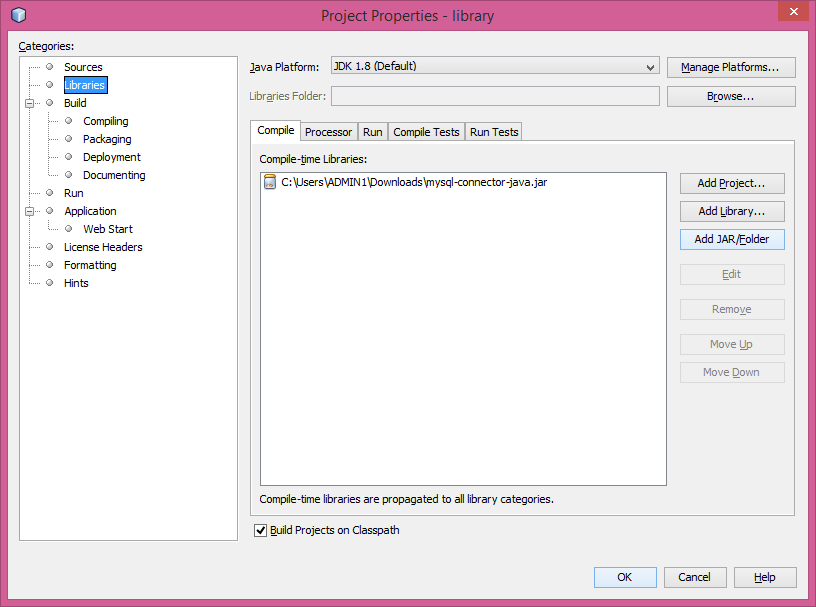 Project Properties - library
Categories:
Sources
Libraries
Build
Compiling
Packaging
Deployment
Documenting
Run
Application
Web Start
License Headers
Formatting
Hints
Java Platform: JDK 1.8 (Default) Manage Platforms...
Libraries Folder: Browse...
Compile Processor Run Compile Tests Run Tests
Compile-time Libraries:
C:\Users\ADMIN1\Downloads\mysql-connector-java.jar
Add Project...
Add Library...
Add JAR/Folder
Edit
Remove
Move Up
Move Down
Compile-time libraries are propagated to all library categories.
Build Projects on Classpath
OK Cancel Help